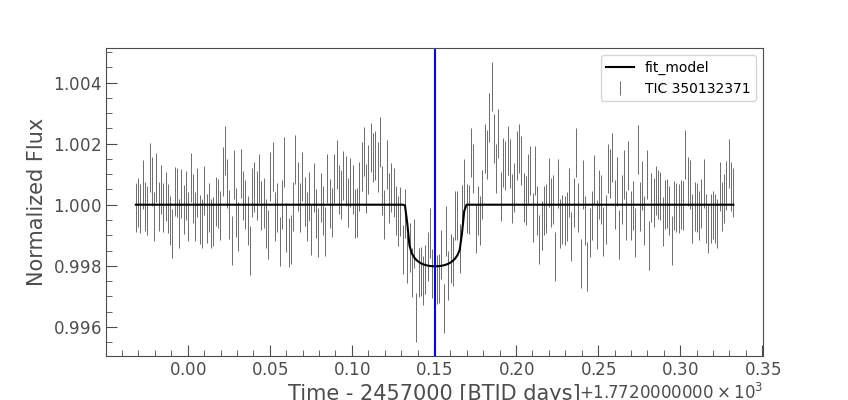 fit_model
TIC 350132371
1.004
1.002
1.000
0.998
0.996
Normalized Flux
0.00 0.05 0.10 0.15 0.20 0.25 0.30 0.35
Time - 2457000 [BTJD days]
+1.7720000000 × 10³